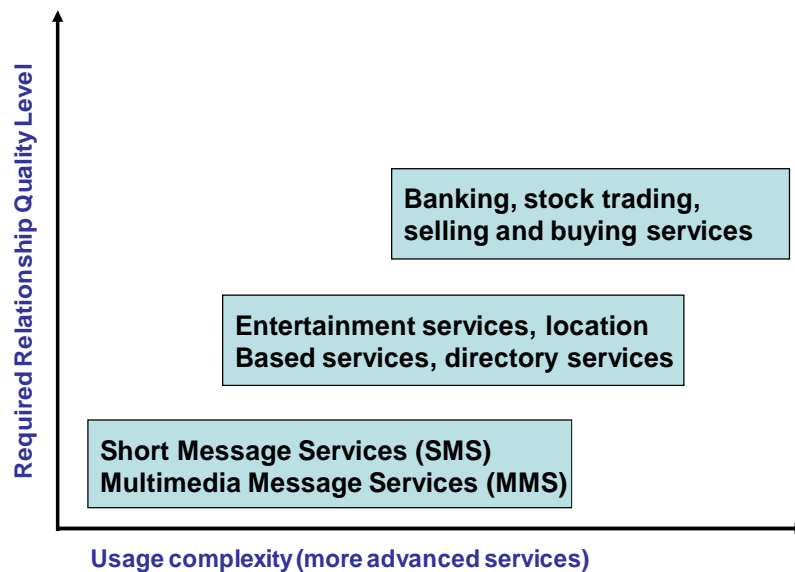 Required Relationship Quality Level
Banking, stock trading,
selling and buying services
Entertainment services, location
Based services, directory services
Short Message Services (SMS)
Multimedia Message Services (MMS)
Usage complexity (more advanced services)